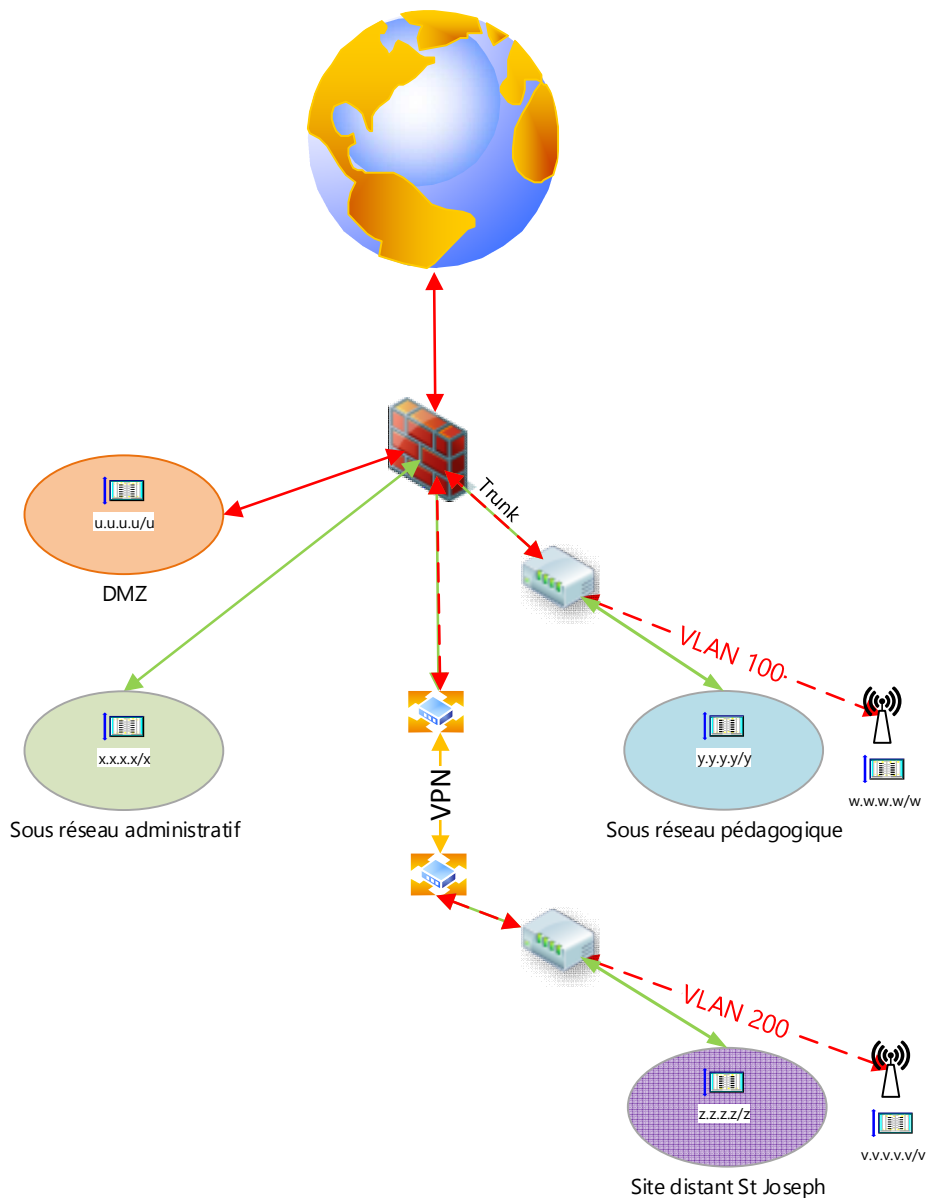 Trunk
u.u.u.u/u
DMZ
VLAN 100
x.x.x.x/x
y.y.y.y/y
w.w.w.w/w
Sous réseau administratif
Sous réseau pédagogique
VPN
VLAN 200
z.z.z.z/z
v.v.v.v.v/v
Site distant St Joseph